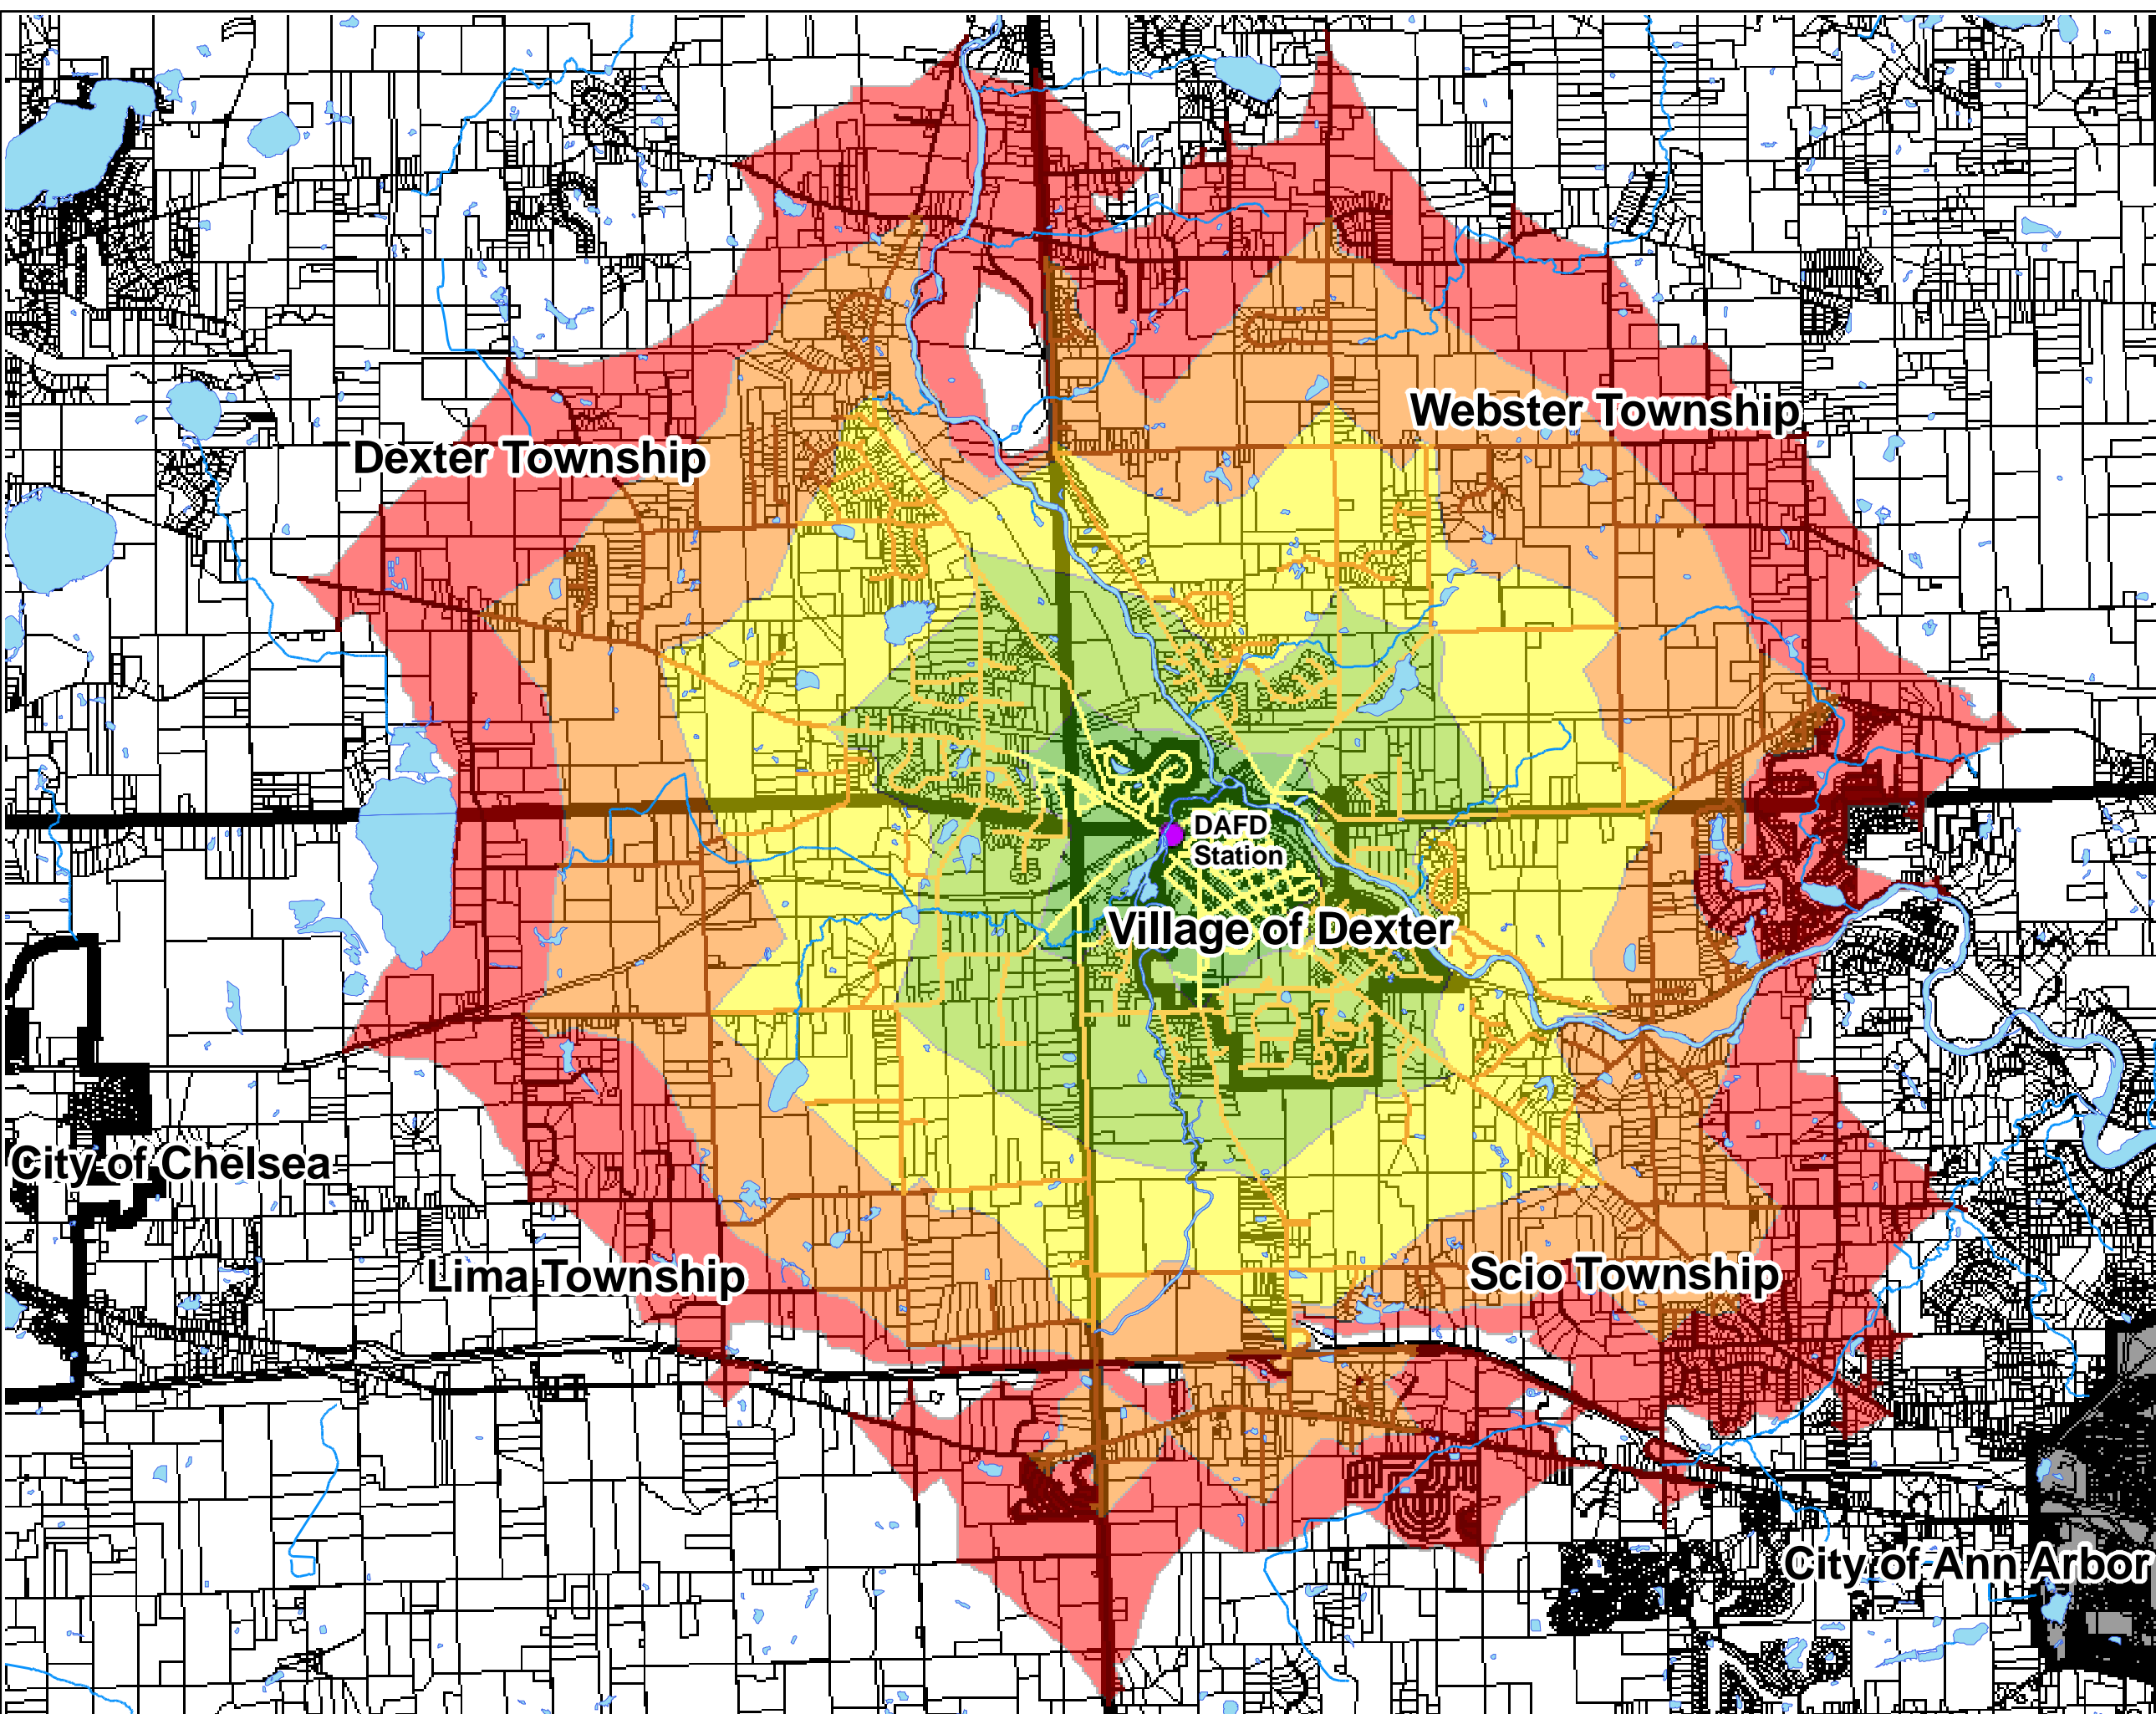 Webster Township
Dexter Township
DAFD
Station
Village of Dexter
City of Chelsea
Lima Township
Scio Township
City of Ann Arbor